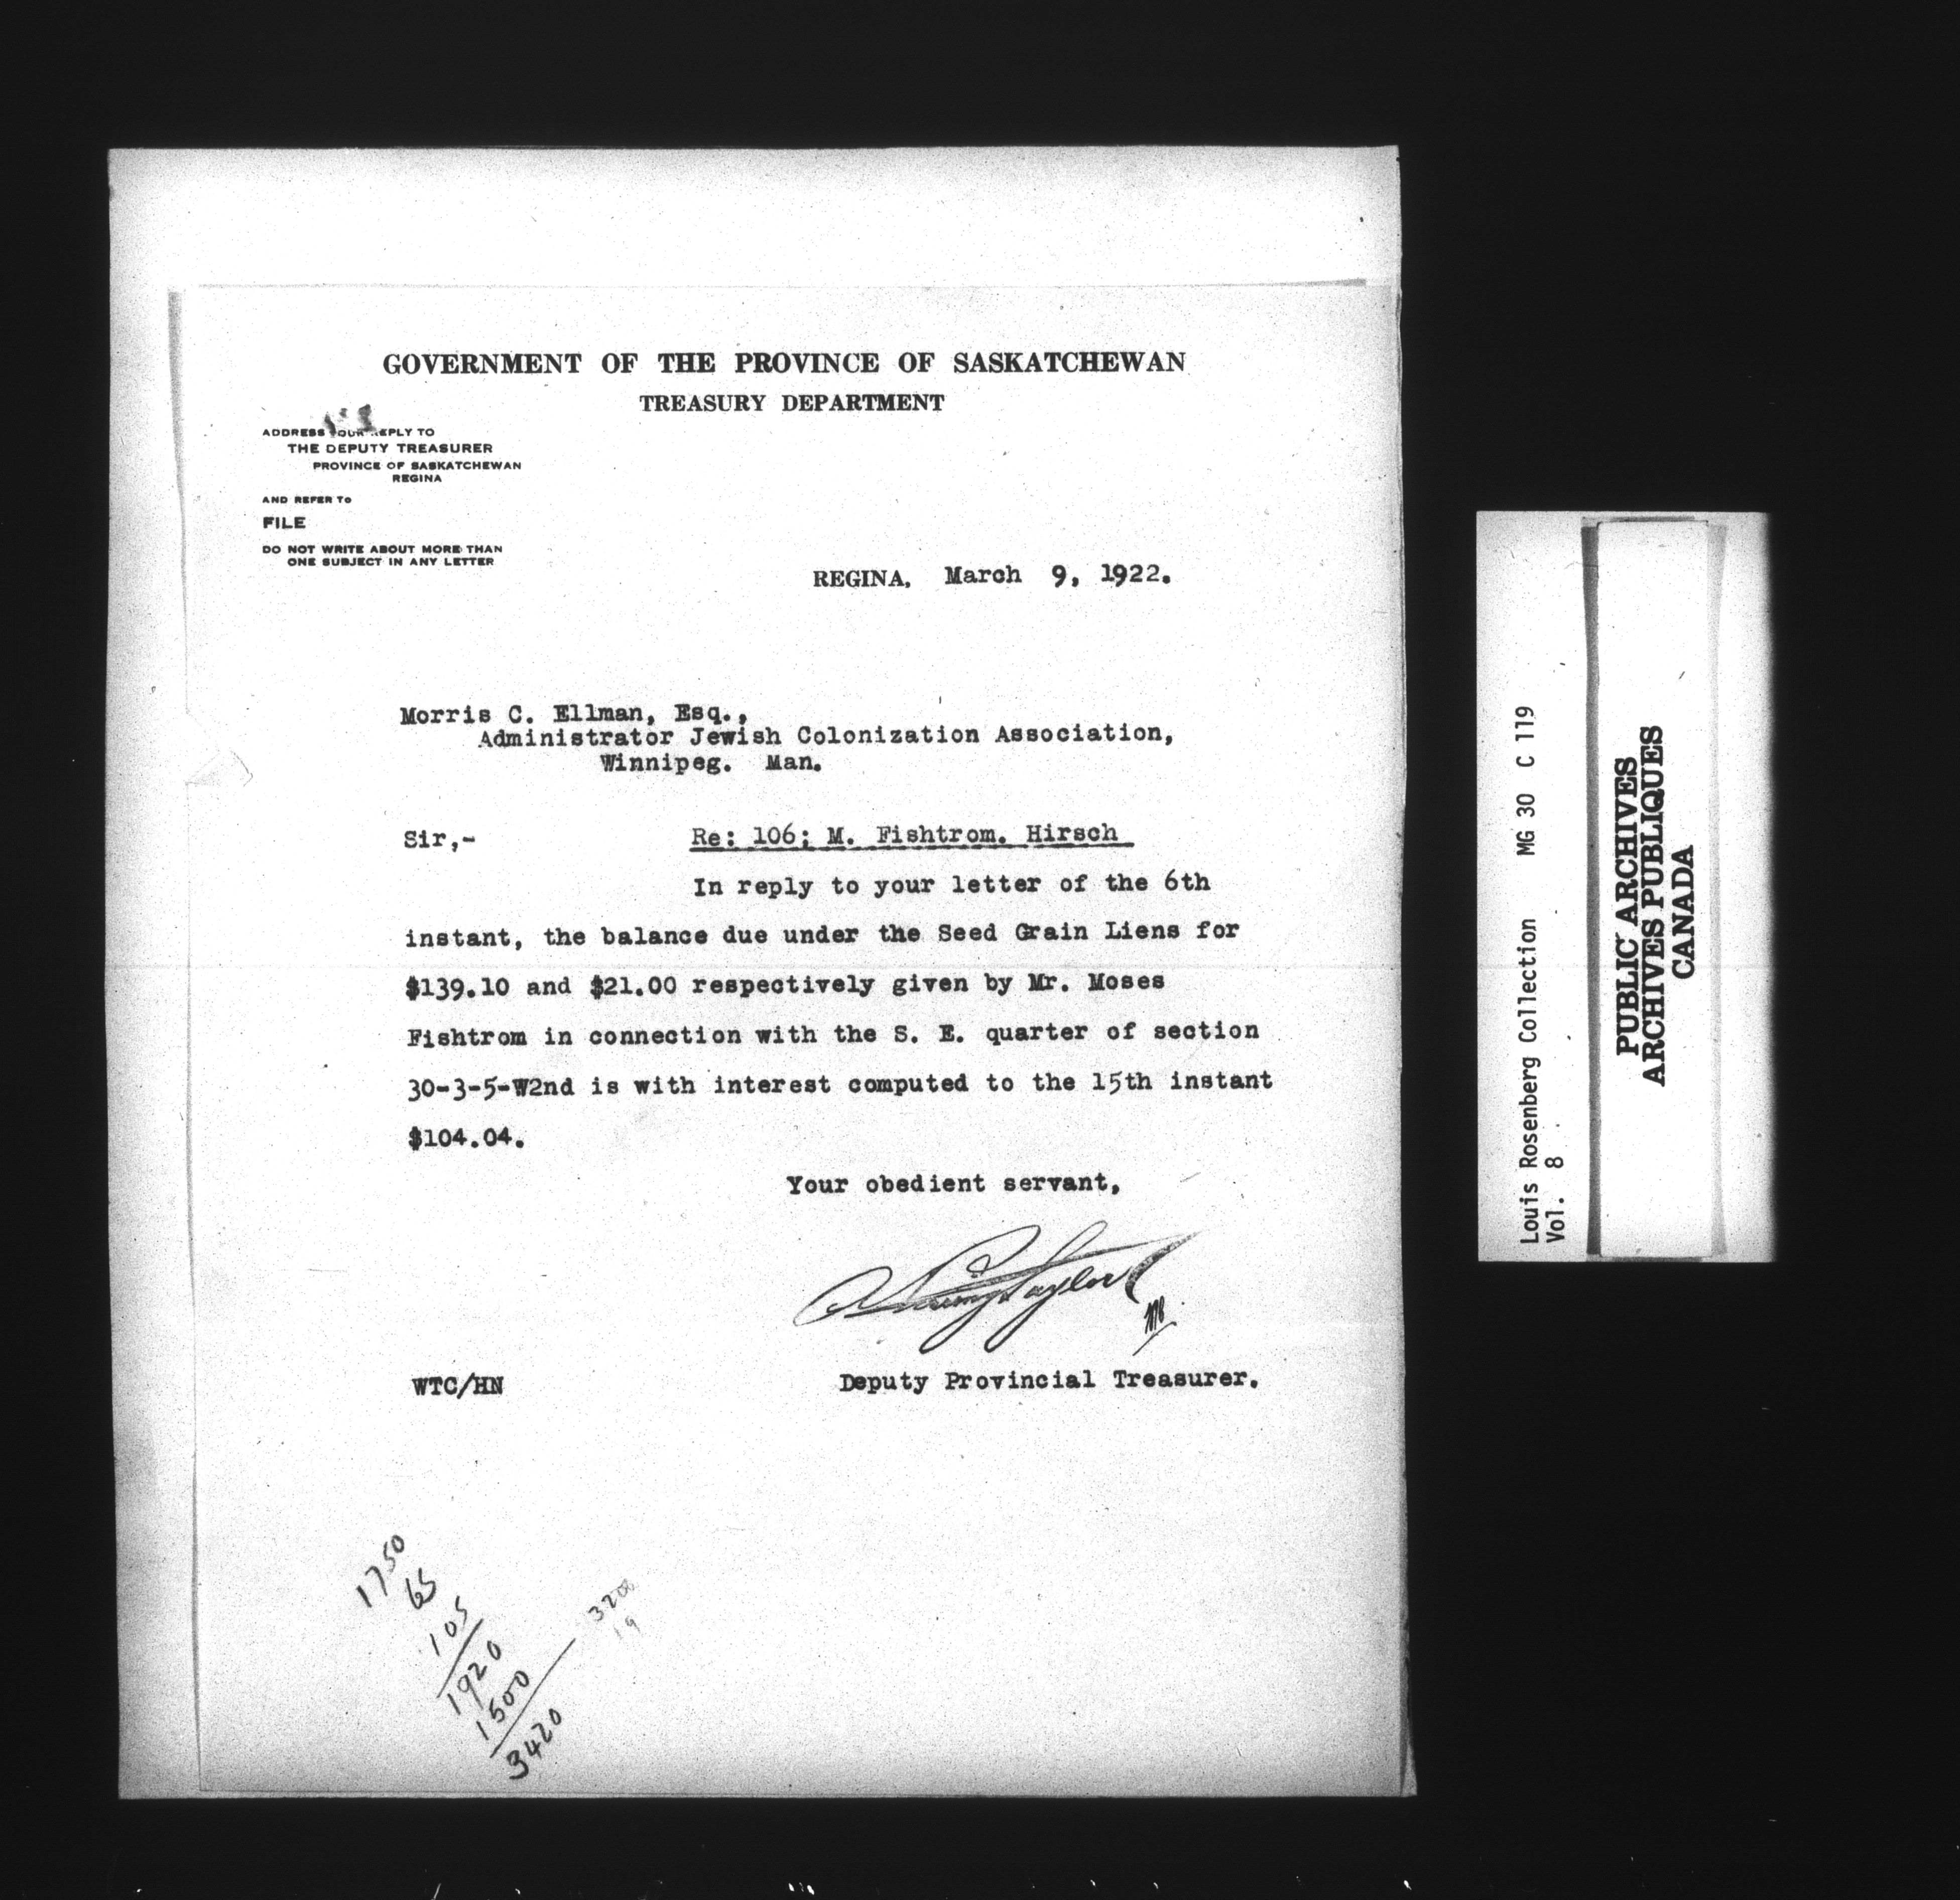 GOVERNMENT OF THE PROVINCE OF SASKATCHEWAN
TREASURY DEPARTMENT
ADDRESS YOUR REPLY TO
THE DEPUTY TREASURER
PROVINCE OF SASKATCHEWAN
REGINA
AND REFER TO
FILE
DO NOT WRITE ABOUT MORE THAN
ONE SUBJECT IN ANY LETTER
REGINA, March 9, 1922.
Morris C. Ellman, Esq.,
Administrator Jewish Colonization Association,
Winnipeg. Man.
Sir,- Re: 106; M. Fishtrom. Hirsch
In reply to your letter of the 6th
instant, the balance due under the Seed Grain Liens for
$139.10 and $21.00 respectively given by Mr. Moses
Fishtrom in connection with the S. E. quarter of section
30-3-5-W2nd is with interest computed to the 15th instant
$104.04.
Your obedient servant,
Taylor
WTC/HN Deputy Provincial Treasurer.
1750
65
105
1920
1500
3420
3200
19
Louis Rosenberg Collection MG 30 C 119
Vol. 8
PUBLIC ARCHIVES
ARCHIVES PUBLIQUES
CANADA